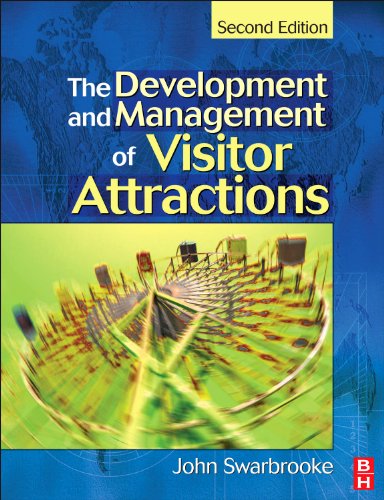 Second Edition
The Development
and Management
of Visitor
Attractions
John Swarbrooke
B
H